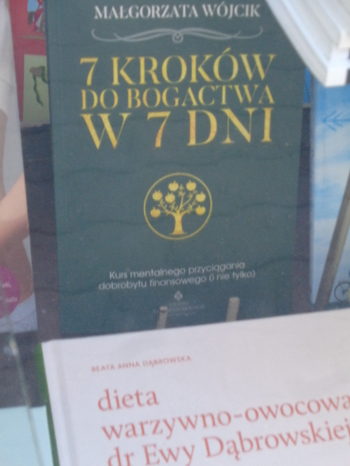 MAŁGORZATA WÓJCIK
7 KROKÓW
DO BOGACTWA
W 7 DNI
Kurs mentalnego przyciągania
dobrobytu finansowego (i nie tylko)
BEATA ANNA DĄBROWSKA
dieta
warzywno-owocowa
dr Ewy Dąbrowskiej